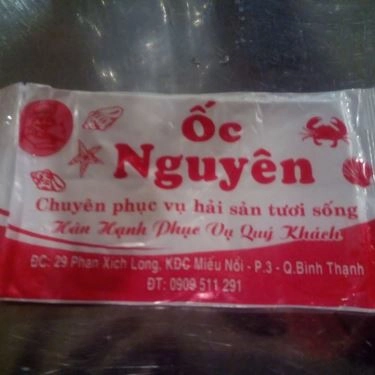 Ốc
Nguyên
Chuyên phục vụ hải sản tươi sống
Hân Hạnh Phục Vụ Quý Khách
ĐC: 29 Phan Xích Long, KDC Miếu Nổi - P.3 - Q.Bình Thạnh
ĐT: 0909 511 291